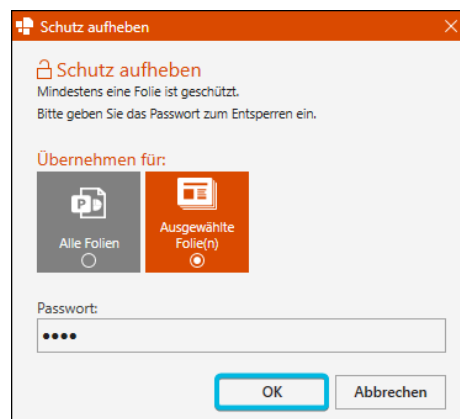 Schutz aufheben
Schutz aufheben
Mindestens eine Folie ist geschützt.
Bitte geben Sie das Passwort zum Entsperren ein.
Übernehmen für:
Alle Folien
Ausgewählte
Folie(n)
Passwort:
••••
OK
Abbrechen